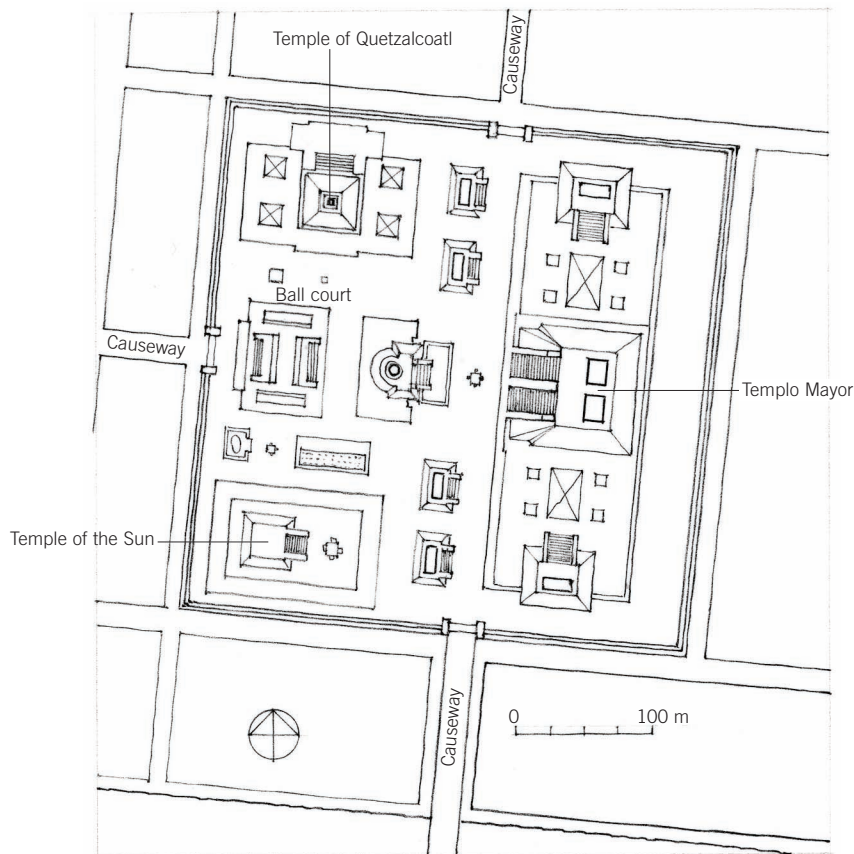 Temple of Quetzalcoatl
Causeway
Ball court
Causeway
Templo Mayor
Temple of the Sun
Causeway
0 100 m